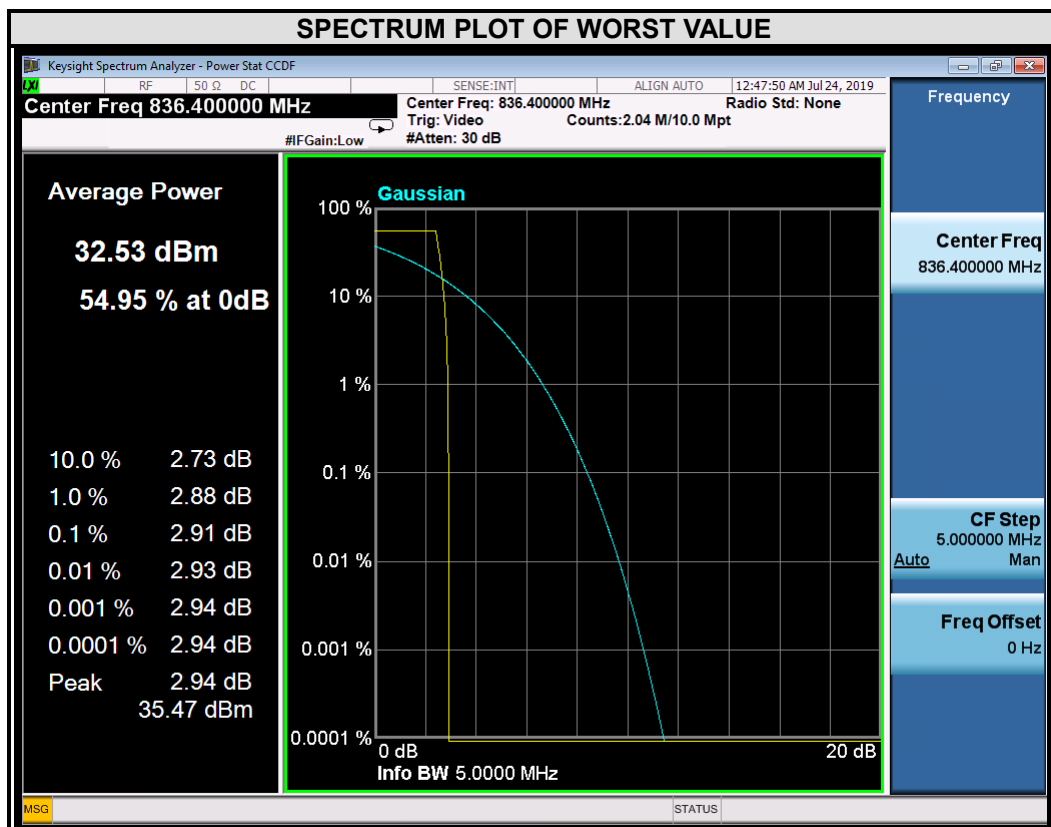 SPECTRUM PLOT OF WORST VALUE
Keysight Spectrum Analyzer - Power Stat CCDF
LXI RF 50 Ω DC SENSE:INT ALIGN AUTO 12:47:50 AM Jul 24, 2019
Center Freq 836.400000 MHz
Center Freq: 836.400000 MHz Radio Std: None
Trig: Video Counts:2.04 M/10.0 Mpt
#IFGain:Low #Atten: 30 dB
Average Power
32.53 dBm
54.95 % at 0dB
10.0 % 2.73 dB
1.0 % 2.88 dB
0.1 % 2.91 dB
0.01 % 2.93 dB
0.001 % 2.94 dB
0.0001 % 2.94 dB
Peak 2.94 dB
35.47 dBm
Gaussian
100 %
10 %
1 %
0.1 %
0.01 %
0.001 %
0.0001 %
0 dB 20 dB
Info BW 5.0000 MHz
Frequency
Center Freq
836.400000 MHz
CF Step
5.000000 MHz
Auto Man
Freq Offset
0 Hz
MSG STATUS